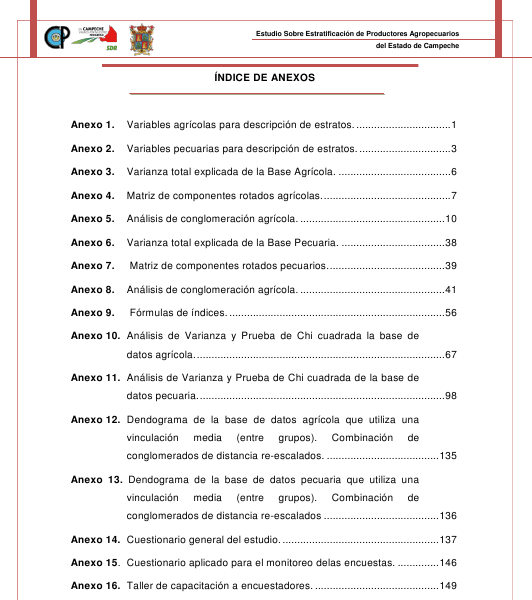 CAMPECHE
SDR
Estudio Sobre Estratificación de Productores Agropecuarios
del Estado de Campeche
ÍNDICE DE ANEXOS
Anexo 1. Variables agrícolas para descripción de estratos. ..............................1
Anexo 2. Variables pecuarias para descripción de estratos. .............................3
Anexo 3. Varianza total explicada de la Base Agrícola. ...................................6
Anexo 4. Matriz de componentes rotados agrícolas.........................................7
Anexo 5. Análisis de conglomeración agrícola. ..............................................10
Anexo 6. Varianza total explicada de la Base Pecuaria. .................................38
Anexo 7. Matriz de componentes rotados pecuarios.....................................39
Anexo 8. Análisis de conglomeración agrícola. ..............................................41
Anexo 9. Fórmulas de índices. .....................................................................56
Anexo 10. Análisis de Varianza y Prueba de Chi cuadrada la base de
datos agrícola................................................................................67
Anexo 11. Análisis de Varianza y Prueba de Chi cuadrada de la base de
datos pecuaria...............................................................................98
Anexo 12. Dendograma de la base de datos agrícola que utiliza una
vinculación media (entre grupos). Combinación de
conglomerados de distancia re-escalados. ...................................135
Anexo 13. Dendograma de la base de datos pecuaria que utiliza una
vinculación media (entre grupos). Combinación de
conglomerados de distancia re-escalados .....................................136
Anexo 14. Cuestionario general del estudio. ..................................................137
Anexo 15. Cuestionario aplicado para el monitoreo delas encuestas. .............146
Anexo 16. Taller de capacitación a encuestadores. .......................................149